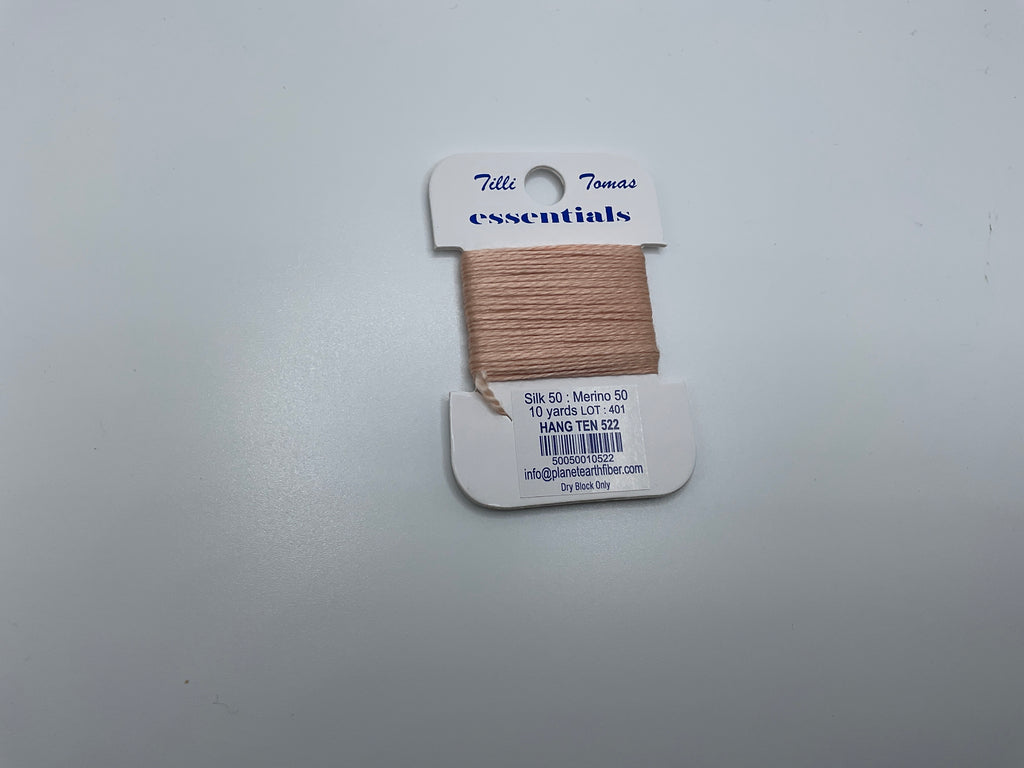 Tilli Tomas
essentials
Silk 50 : Merino 50
10 yards LOT : 401
HANG TEN 522
50050010522
info@planetearthfiber.com
Dry Block Only